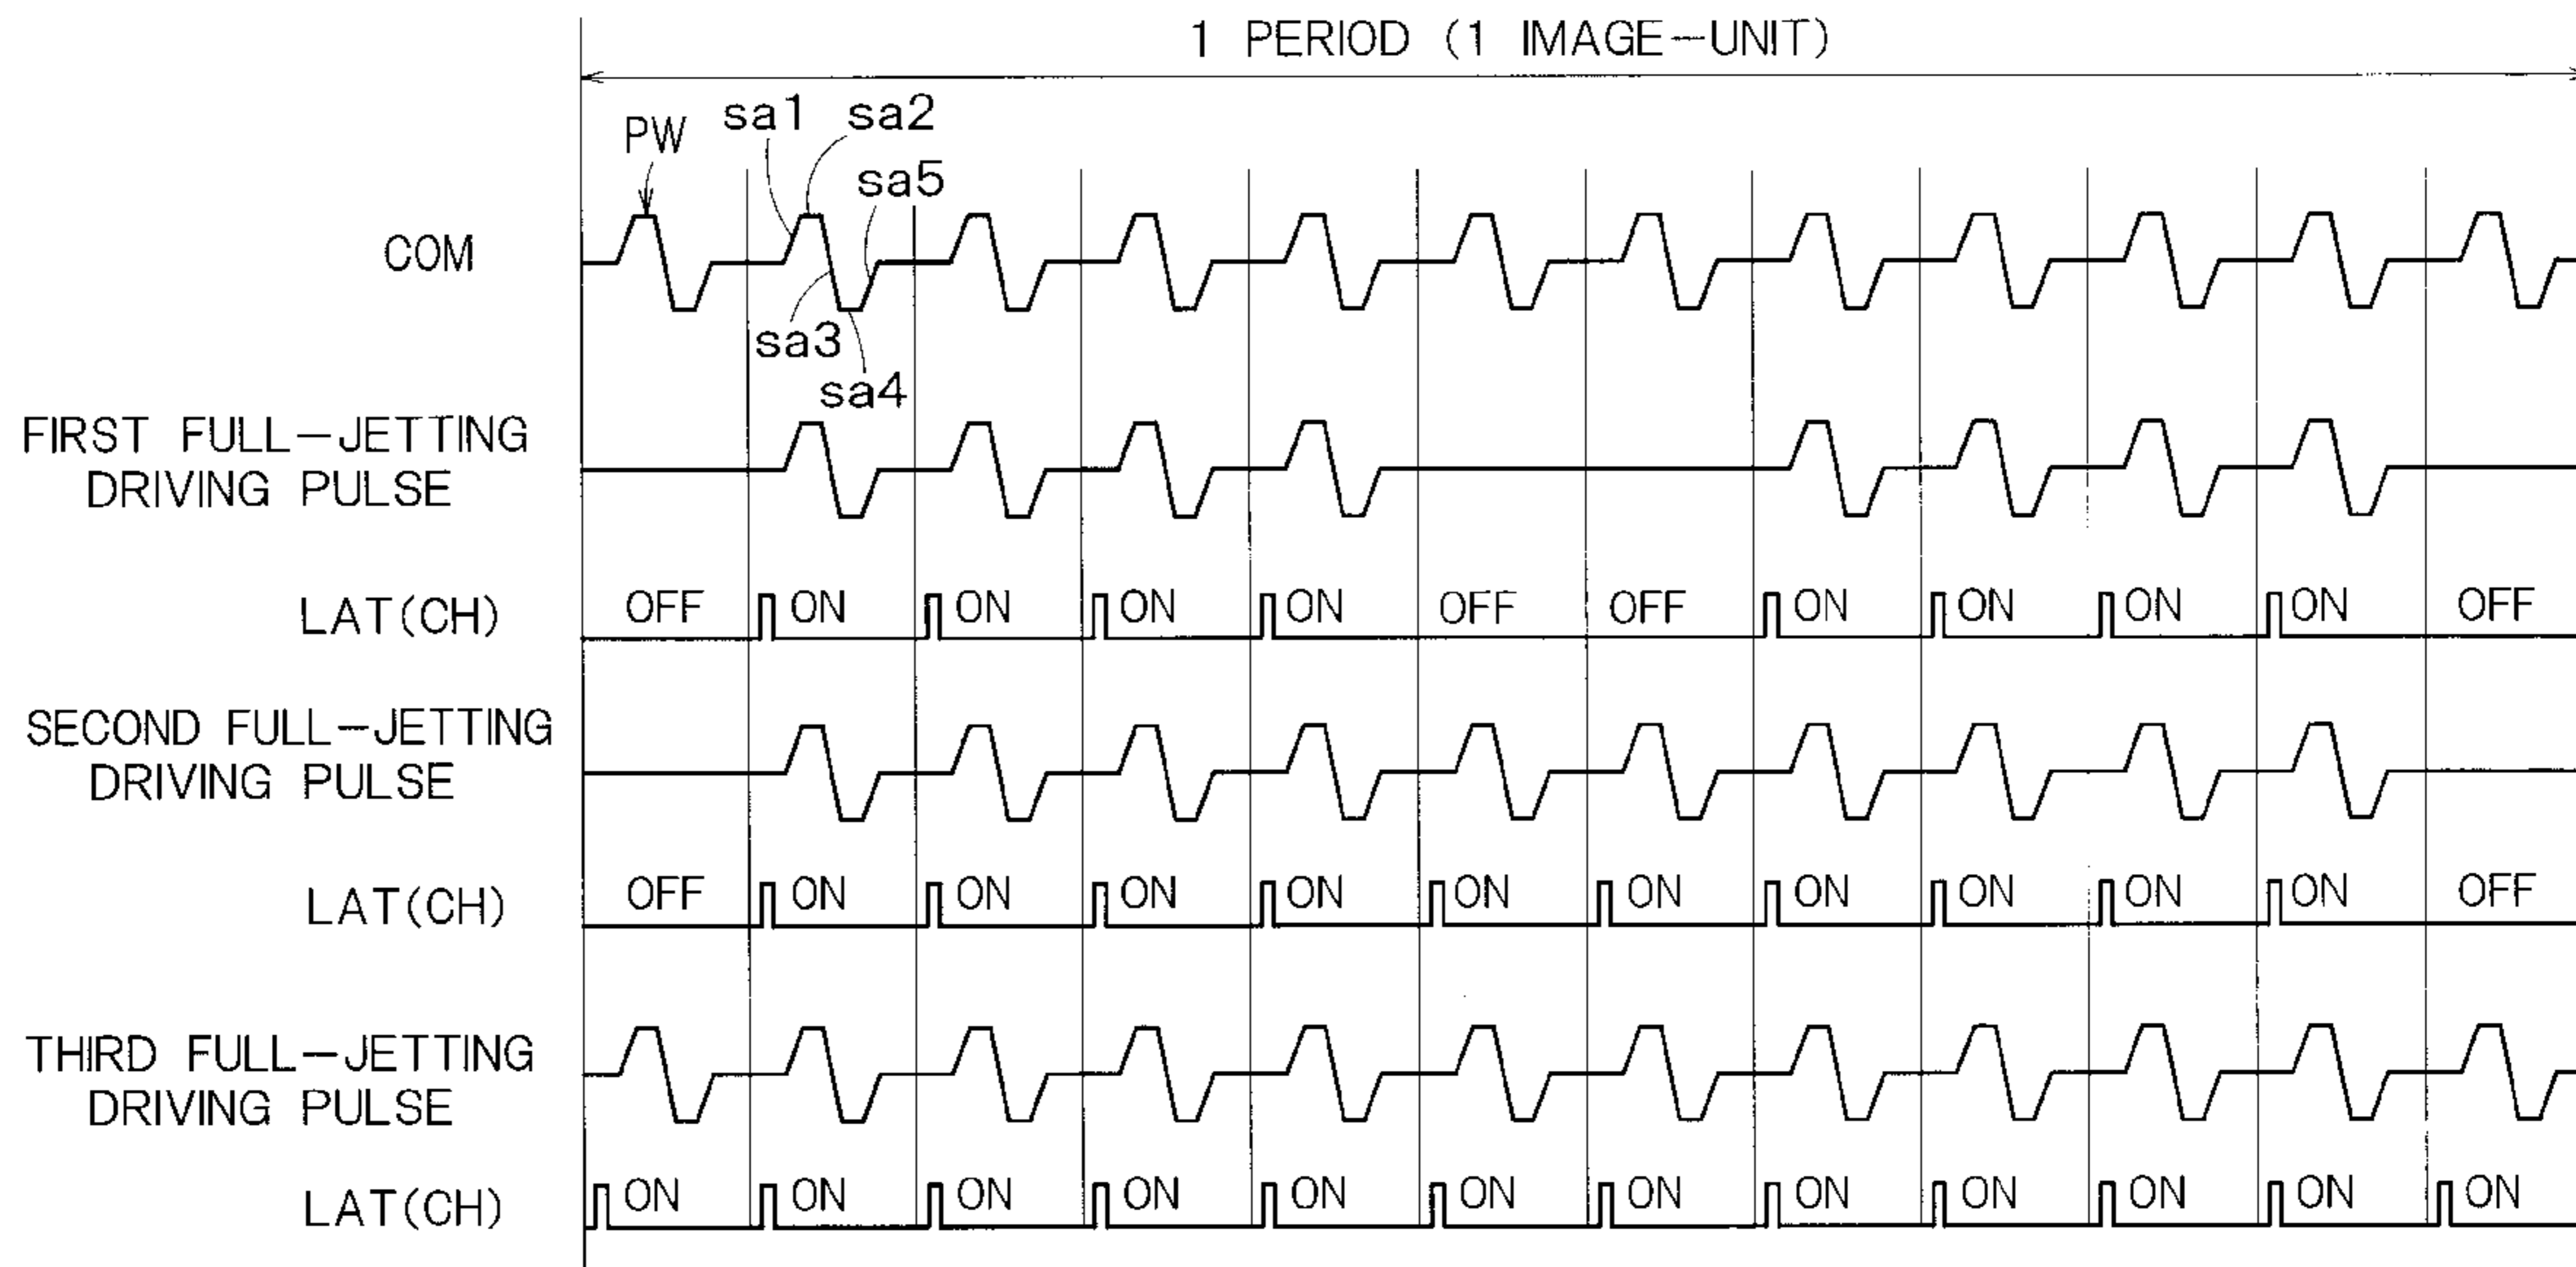 1 PERIOD (1 IMAGE-UNIT)
PW
sa1
sa2
sa5
COM
sa3
sa4
FIRST FULL-JETTING
DRIVING PULSE
LAT(CH)
OFF ON ON ON ON OFF OFF ON ON ON ON OFF
SECOND FULL-JETTING
DRIVING PULSE
LAT(CH)
OFF ON ON ON ON ON ON ON ON ON ON OFF
THIRD FULL-JETTING
DRIVING PULSE
LAT(CH)
ON ON ON ON ON ON ON ON ON ON ON ON